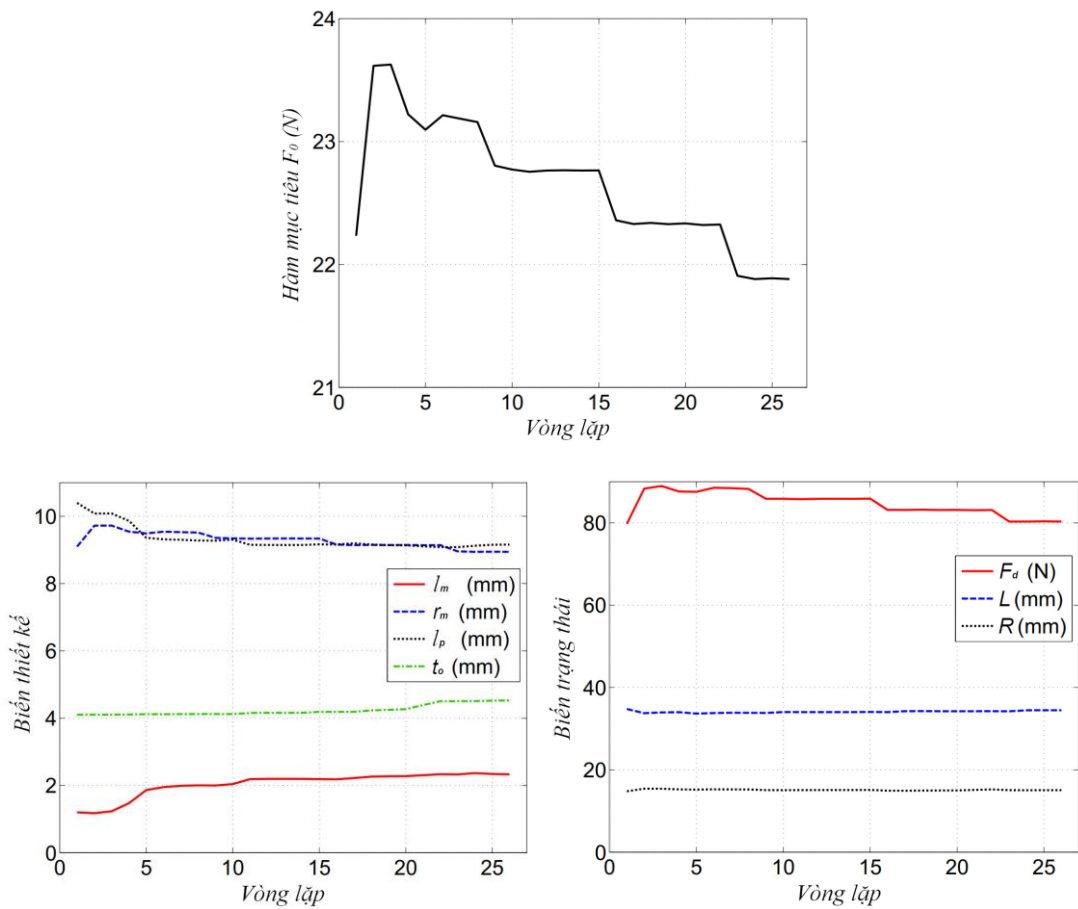 24
23
22
21
0 5 10 15 20 25
Hàm mục tiêu F₀ (N)
Vòng lặp
10
8
6
4
2
0
0 5 10 15 20 25
Biến thiết kế
Vòng lặp
lₘ (mm)
rₘ (mm)
lₚ (mm)
tₒ (mm)
80
60
40
20
0
0 5 10 15 20 25
Biến trạng thái
Vòng lặp
F_d (N)
L (mm)
R (mm)